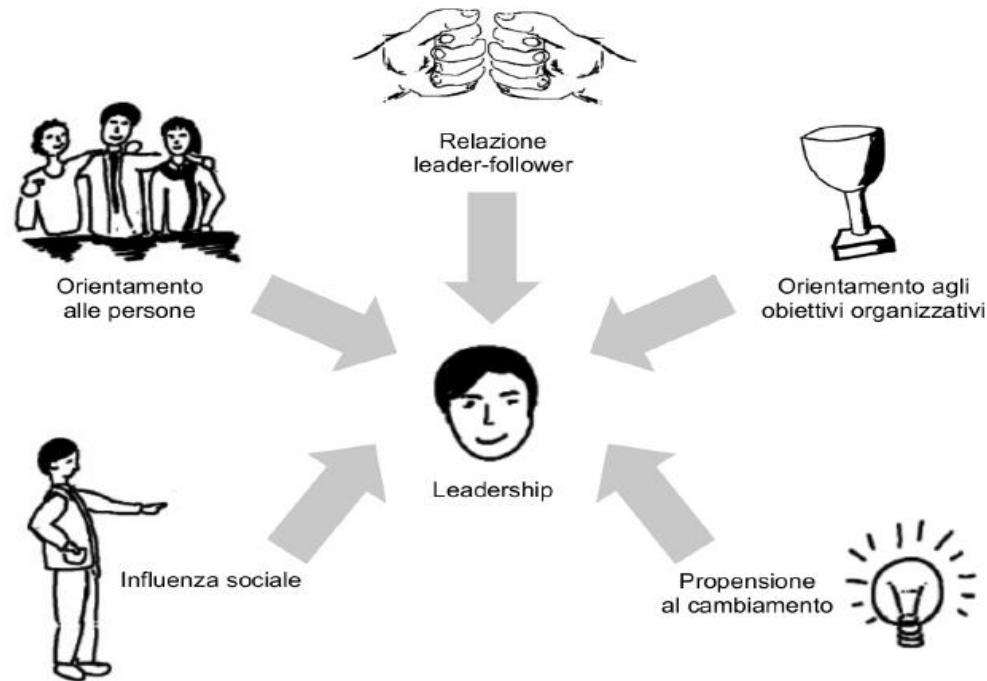 Relazione
leader-follower
Orientamento
alle persone
Orientamento agli
obiettivi organizzativi
Leadership
Influenza sociale
Propensione
al cambiamento